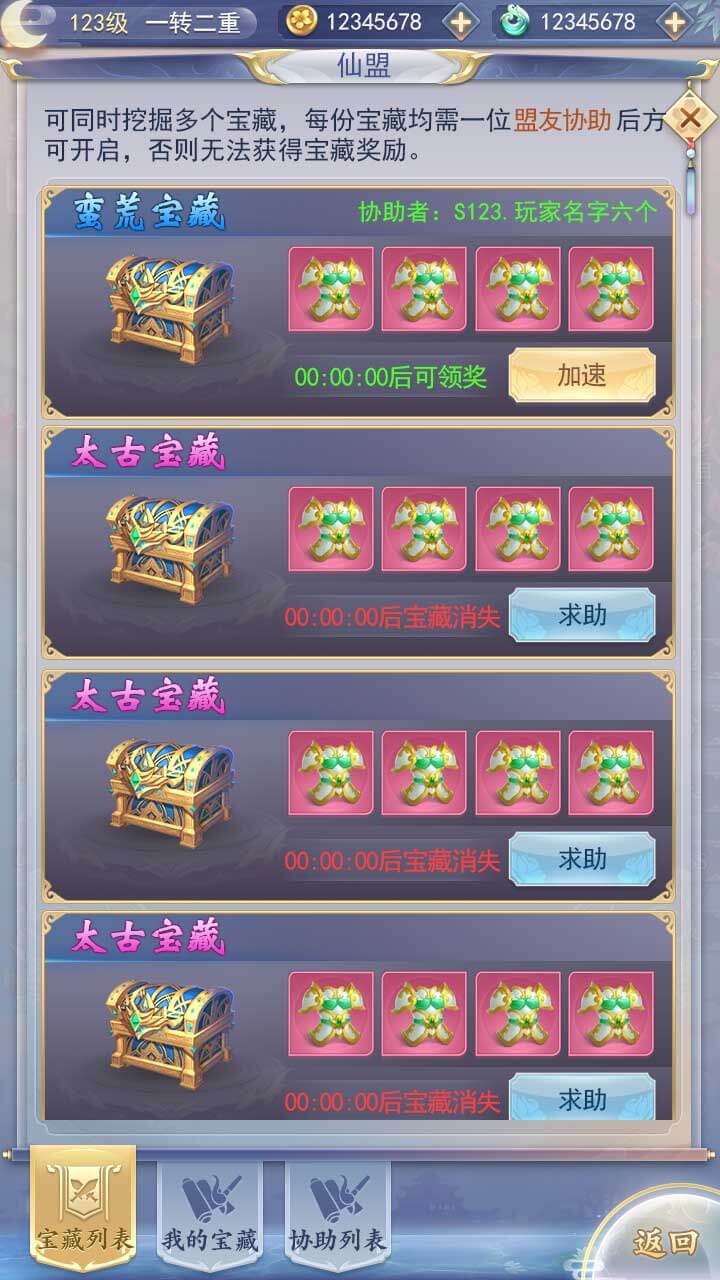 123级 一转二重 12345678 12345678
仙盟
可同时挖掘多个宝藏，每份宝藏均需一位盟友协助后方
可开启，否则无法获得宝藏奖励。
蛮荒宝藏 协助者：S123.玩家名字六个
00:00:00后可领奖 加速
太古宝藏
00:00:00后宝藏消失 求助
太古宝藏
00:00:00后宝藏消失 求助
太古宝藏
00:00:00后宝藏消失 求助
宝藏列表 我的宝藏 协助列表 返回